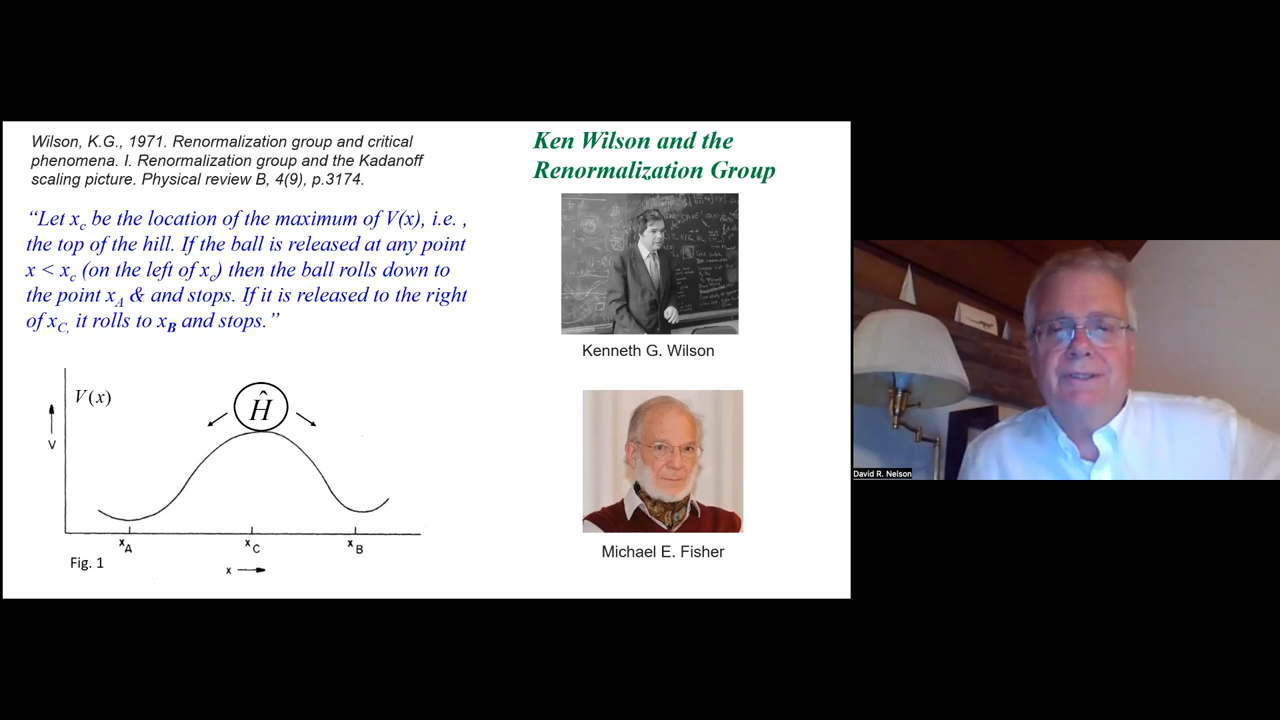 Wilson, K.G., 1971. Renormalization group and critical
phenomena. I. Renormalization group and the Kadanoff
scaling picture. Physical review B, 4(9), p.3174.
“Let xc be the location of the maximum of V(x), i.e. ,
the top of the hill. If the ball is released at any point
x < xc (on the left of xc) then the ball rolls down to
the point xA & and stops. If it is released to the right
of xC, it rolls to xB and stops.”
V(x)
Ĥ
V
xA
xC
xB
Fig. 1
x
Ken Wilson and the
Renormalization Group
Kenneth G. Wilson
Michael E. Fisher
David R. Nelson